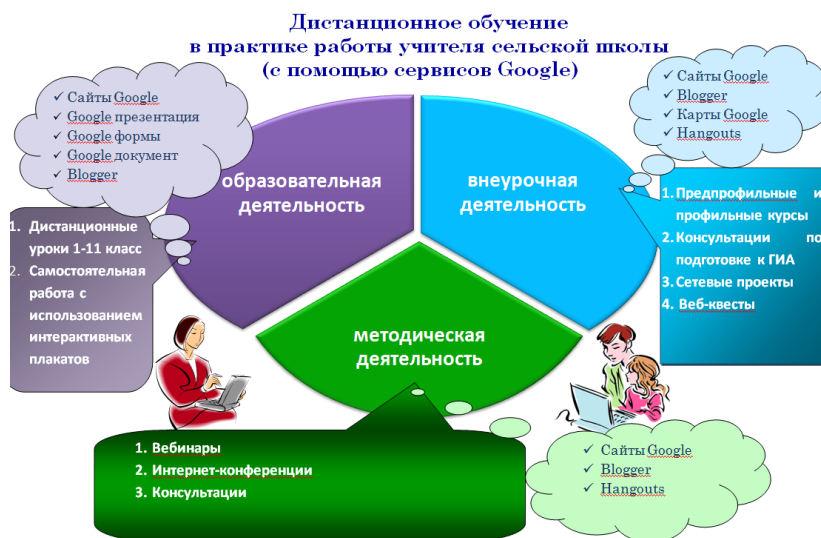 Дистанционное обучение
в практике работы учителя сельской школы
(с помощью сервисов Google)
✓ Сайты Google
✓ Google презентация
✓ Google формы
✓ Google документ
✓ Blogger
✓ Сайты Google
✓ Blogger
✓ Карты Google
✓ Hangouts
образовательная
деятельность
внеурочная
деятельность
1. Дистанционные
уроки 1-11 класс
2. Самостоятельная
работа с
использованием
интерактивных
плакатов
1. Предпрофильные и
профильные курсы
2. Консультации по
подготовке к ГИА
3. Сетевые проекты
4. Веб-квесты
методическая
деятельность
1. Вебинары
2. Интернет-конференции
3. Консультации
✓ Сайты Google
✓ Blogger
✓ Hangouts